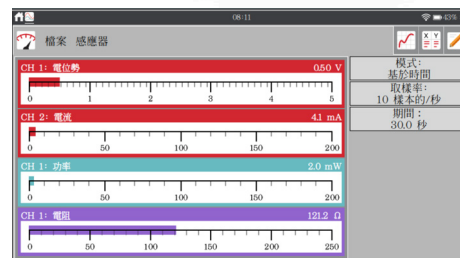 08:11
43%
檔案 感應器
CH 1: 電位勢 0.50 V
0 1 2 3 4 5
CH 2: 電流 4.1 mA
0 50 100 150 200
CH 1: 功率 2.0 mW
0 50 100 150 200
CH 1: 電阻 121.2 Ω
0 50 100 150 200 250
模式:
基於時間
取樣率:
10 樣本的/秒
期間:
30.0 秒
X Y